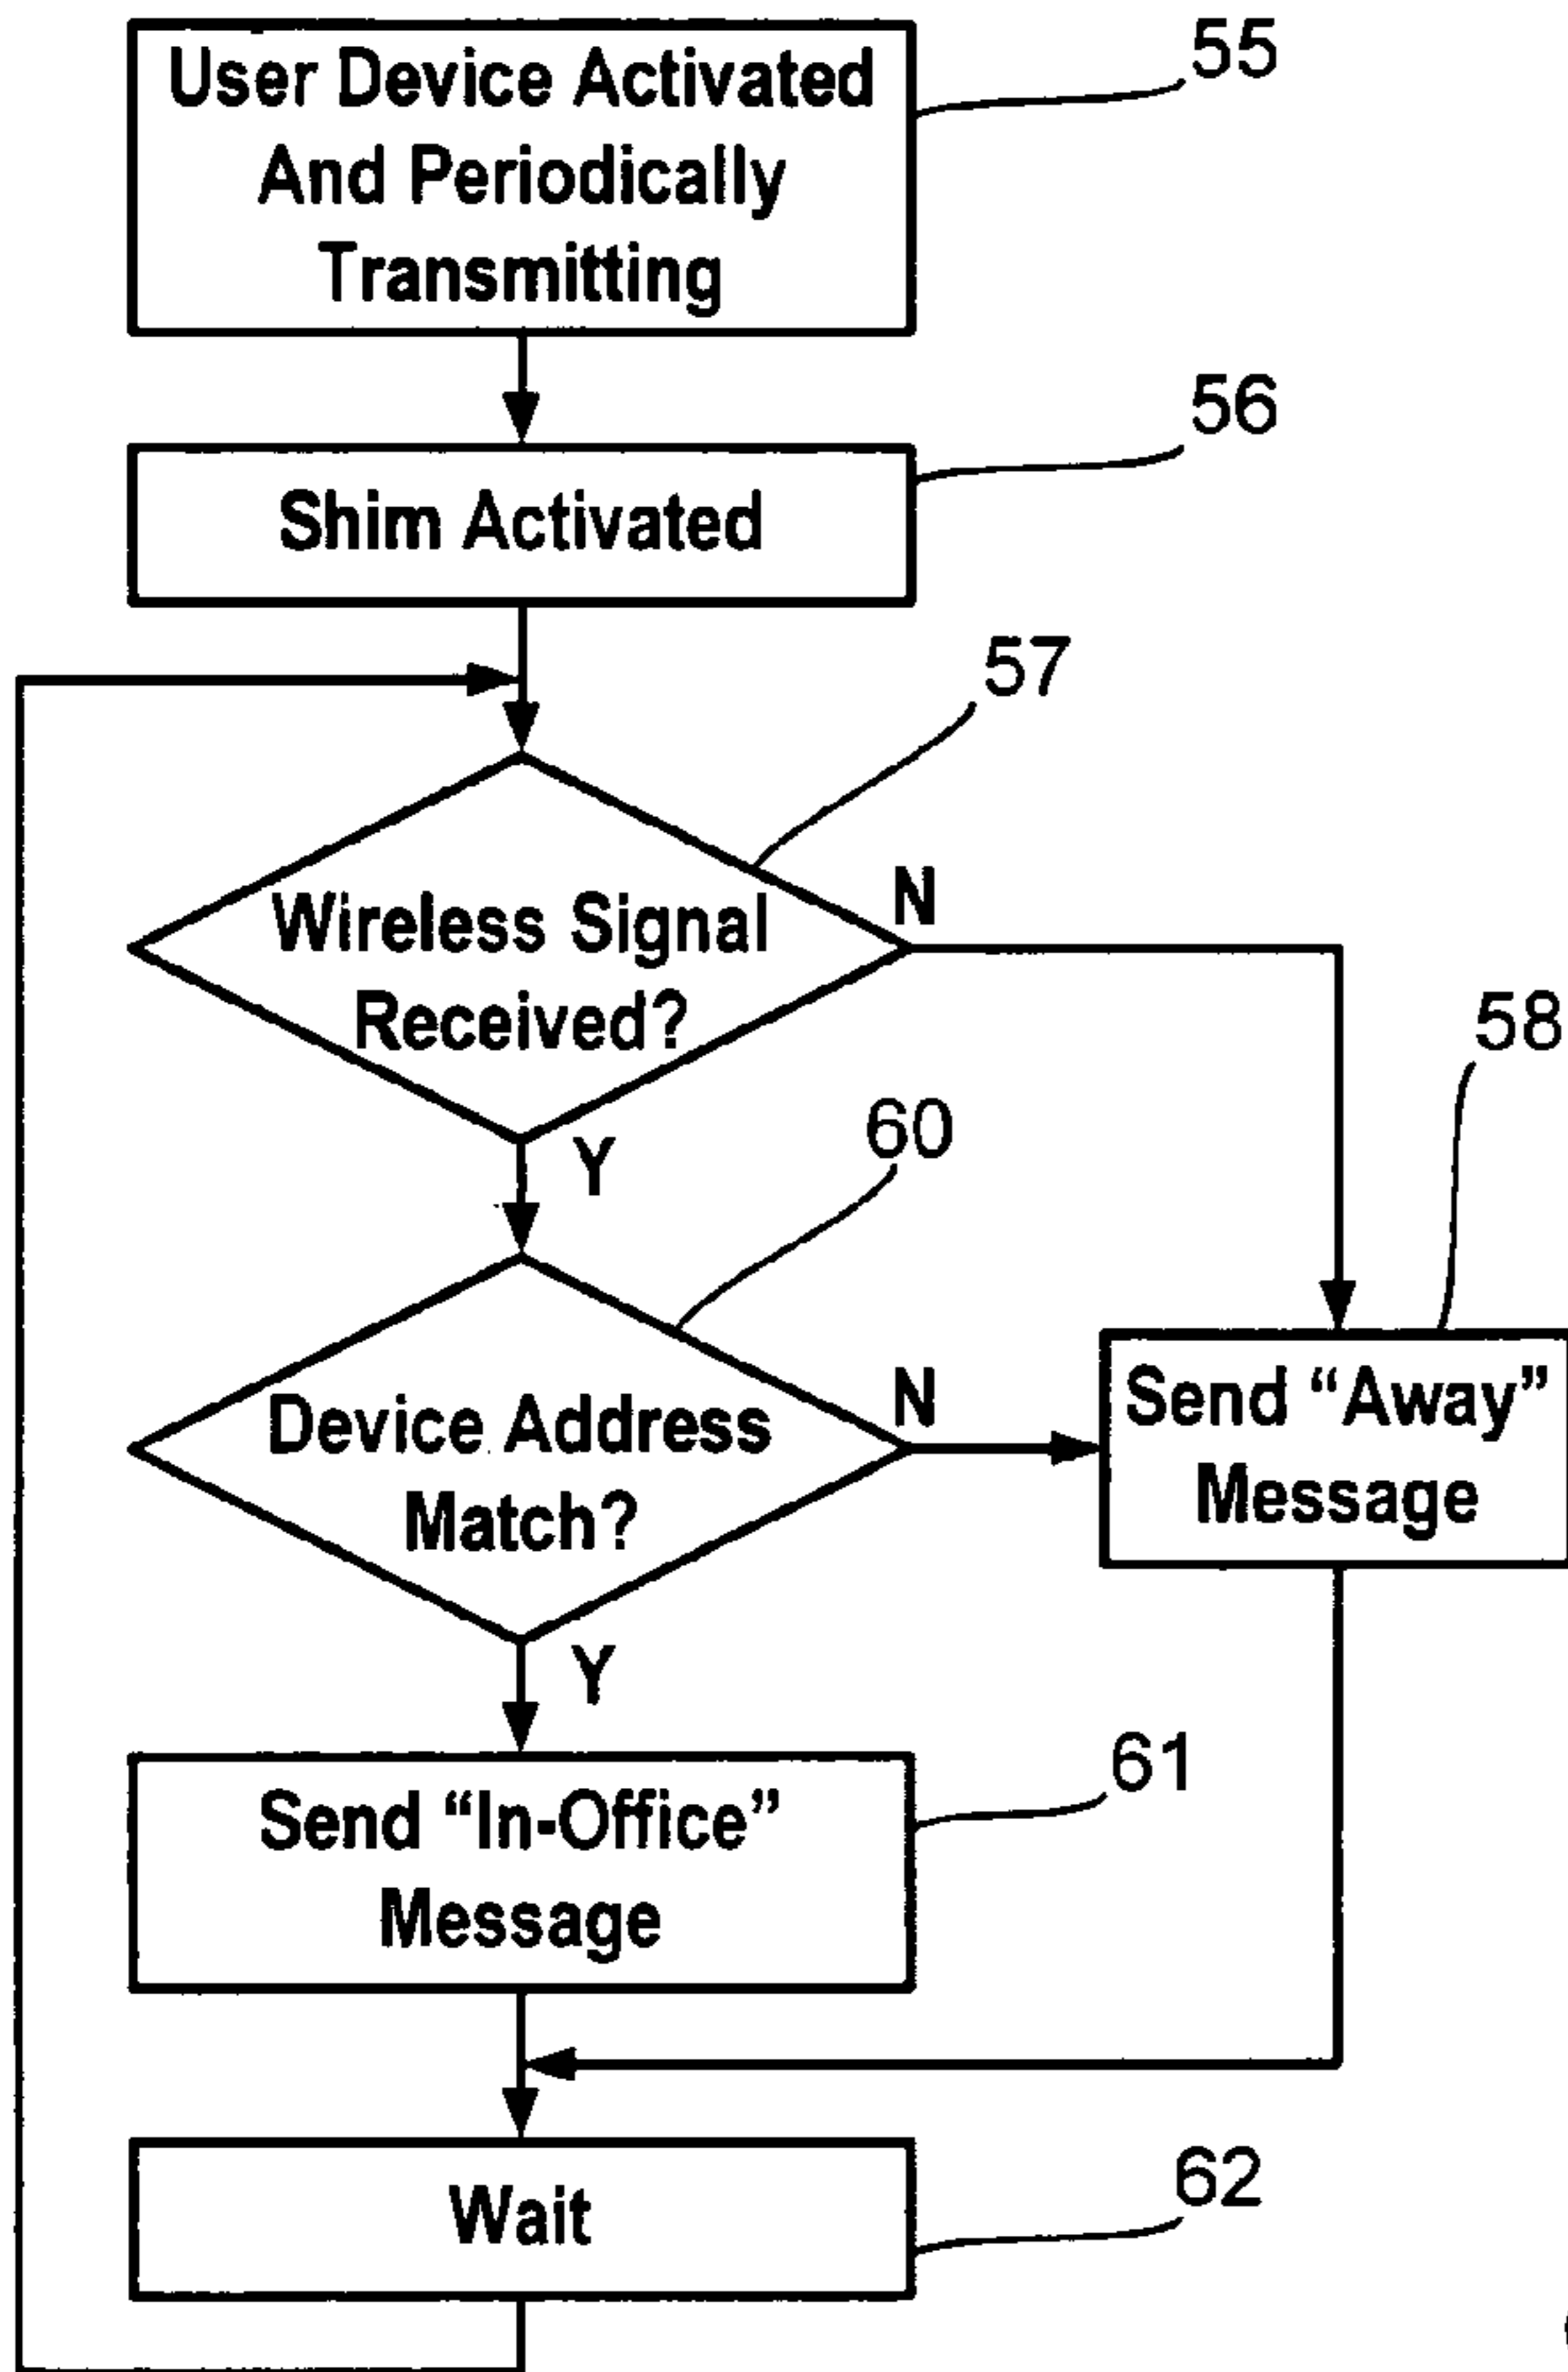 User Device Activated
And Periodically
Transmitting
55
Shim Activated
56
57
Wireless Signal
Received?
N
Y
58
60
Device Address
Match?
N
Y
Send “Away”
Message
Send “In-Office”
Message
61
Wait
62